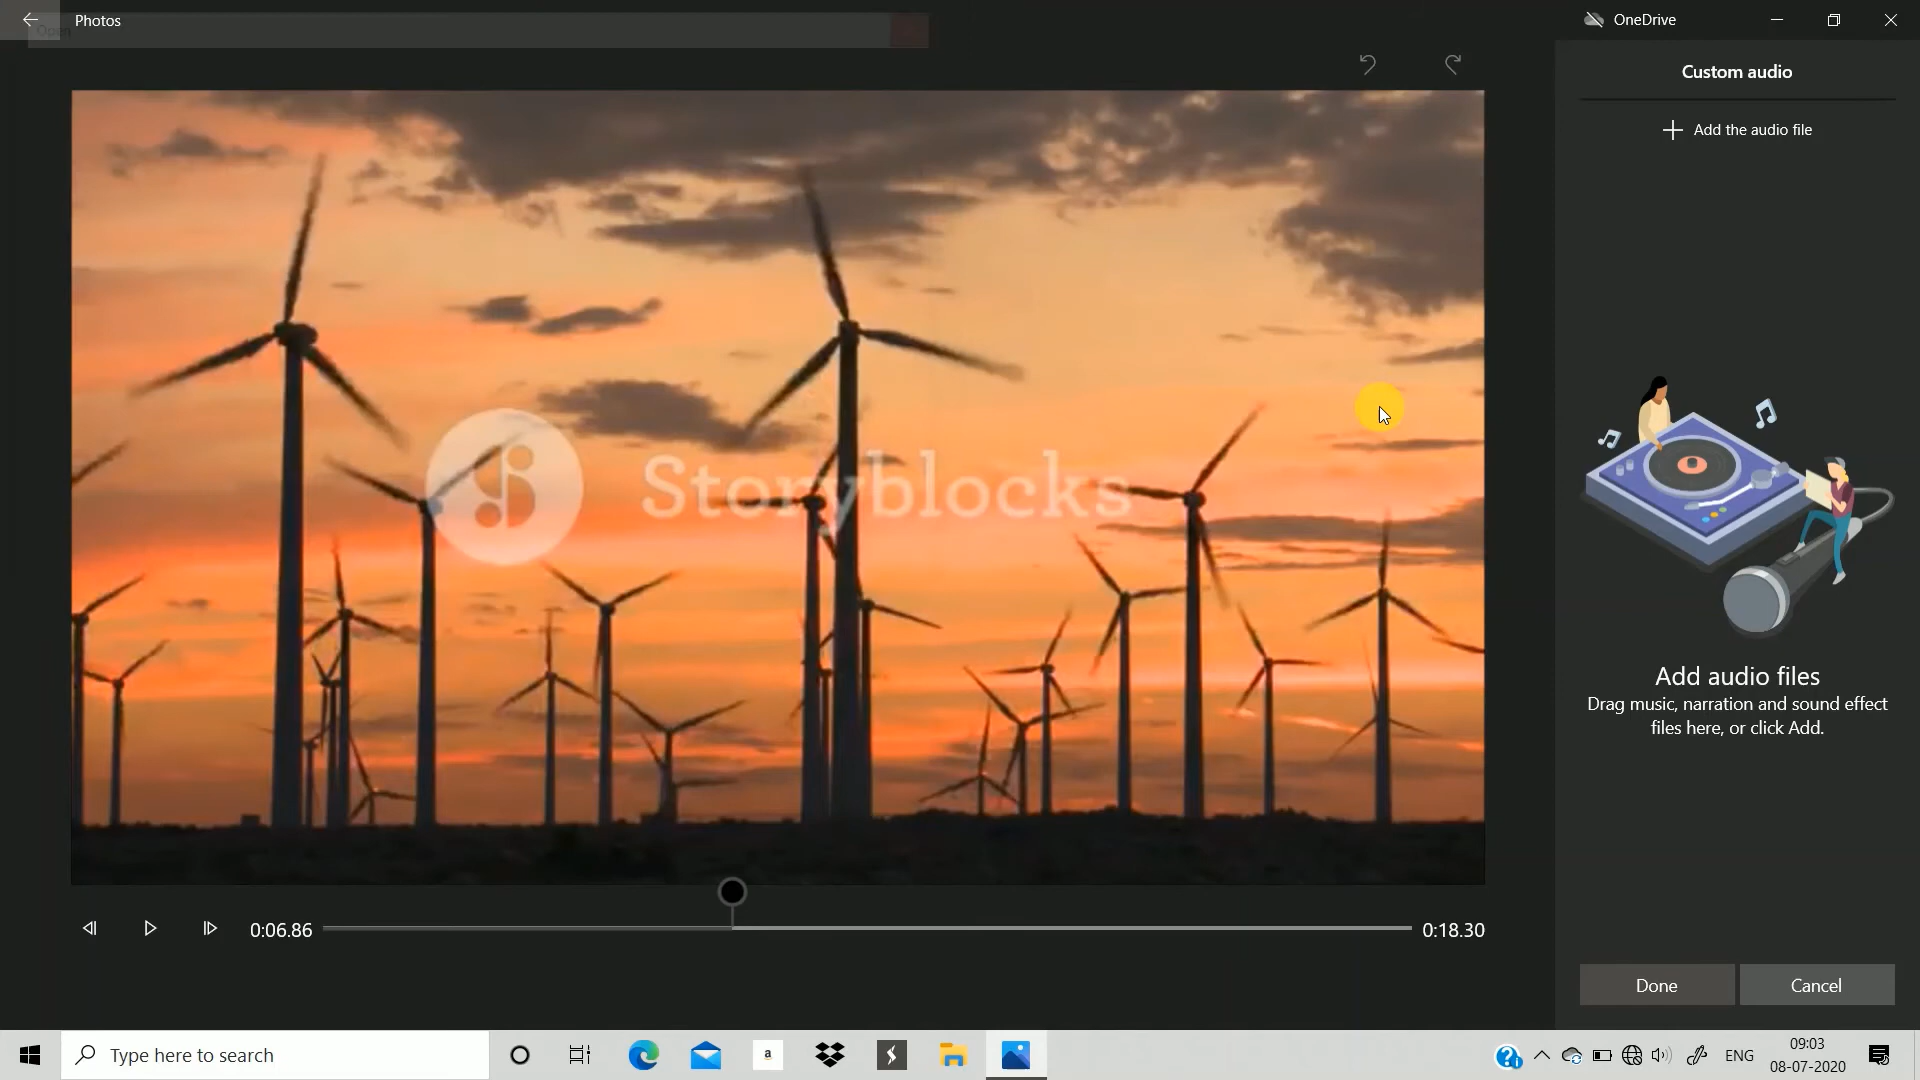 Photos
OneDrive
Open
Custom audio
Add the audio file
Storyblocks
Add audio files
Drag music, narration and sound effect
files here, or click Add.
0:06.86
0:18.30
Done
Cancel
Type here to search
a
ENG
09:03
08-07-2020